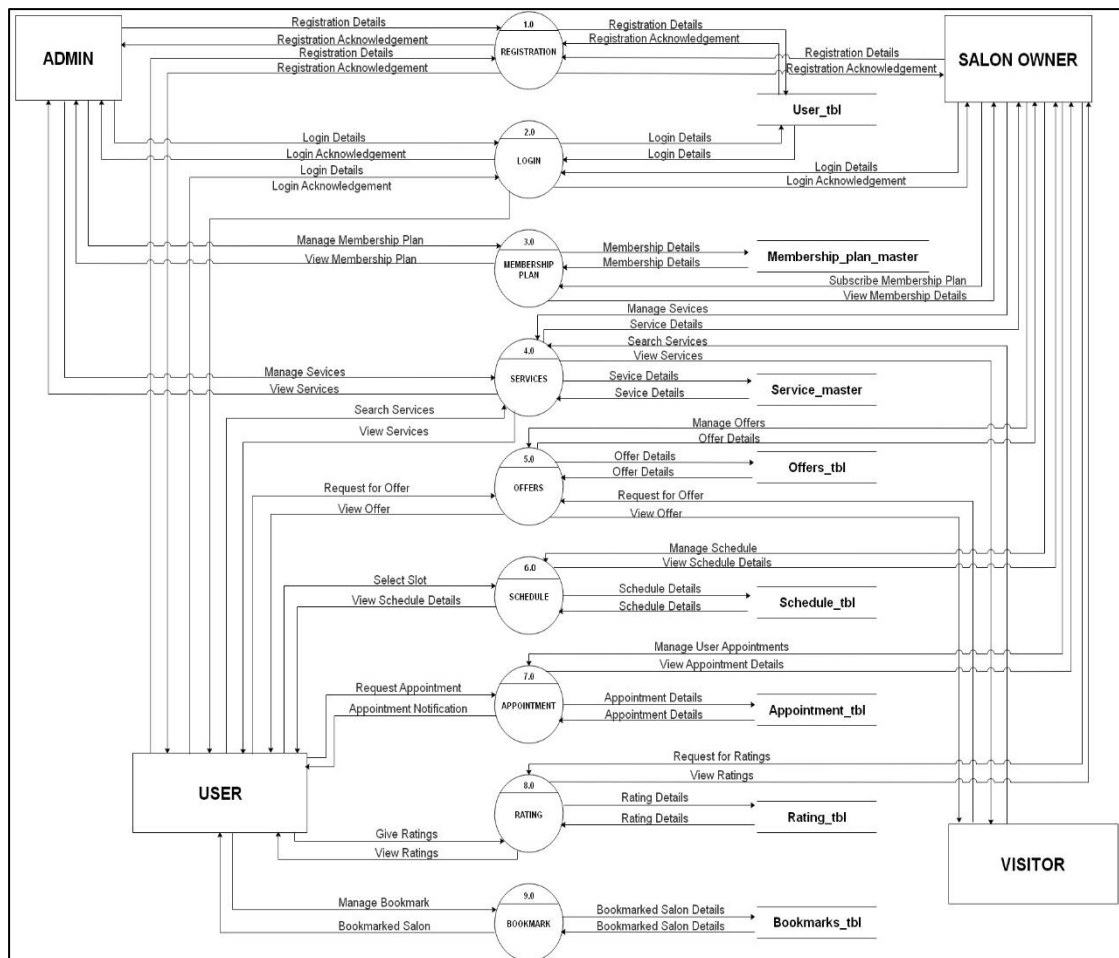 ADMIN
Registration Details
Registration Acknowledgement
Registration Details
Registration Acknowledgement
1.0
REGISTRATION
Registration Details
Registration Acknowledgement
Registration Details
Registration Acknowledgement
SALON OWNER
User_tbl
Login Details
Login Acknowledgement
Login Details
Login Acknowledgement
2.0
LOGIN
Login Details
Login Details
Login Details
Login Acknowledgement
Manage Membership Plan
View Membership Plan
3.0
MEMBERSHIP
PLAN
Membership Details
Membership Details
Membership_plan_master
Subscribe Membership Plan
View Membership Details
Manage Sevices
Service Details
Search Services
View Services
4.0
SERVICES
Manage Sevices
View Services
Sevice Details
Sevice Details
Service_master
Search Services
View Services
Manage Offers
Offer Details
5.0
OFFERS
Offer Details
Offer Details
Offers_tbl
Request for Offer
View Offer
Request for Offer
View Offer
Manage Schedule
View Schedule Details
6.0
SCHEDULE
Select Slot
View Schedule Details
Schedule Details
Schedule Details
Schedule_tbl
Manage User Appointments
View Appointment Details
7.0
APPOINTMENT
Request Appointment
Appointment Notification
Appointment Details
Appointment Details
Appointment_tbl
Request for Ratings
View Ratings
USER
8.0
RATING
Rating Details
Rating Details
Rating_tbl
Give Ratings
View Ratings
VISITOR
9.0
BOOKMARK
Manage Bookmark
Bookmarked Salon
Bookmarked Salon Details
Bookmarked Salon Details
Bookmarks_tbl